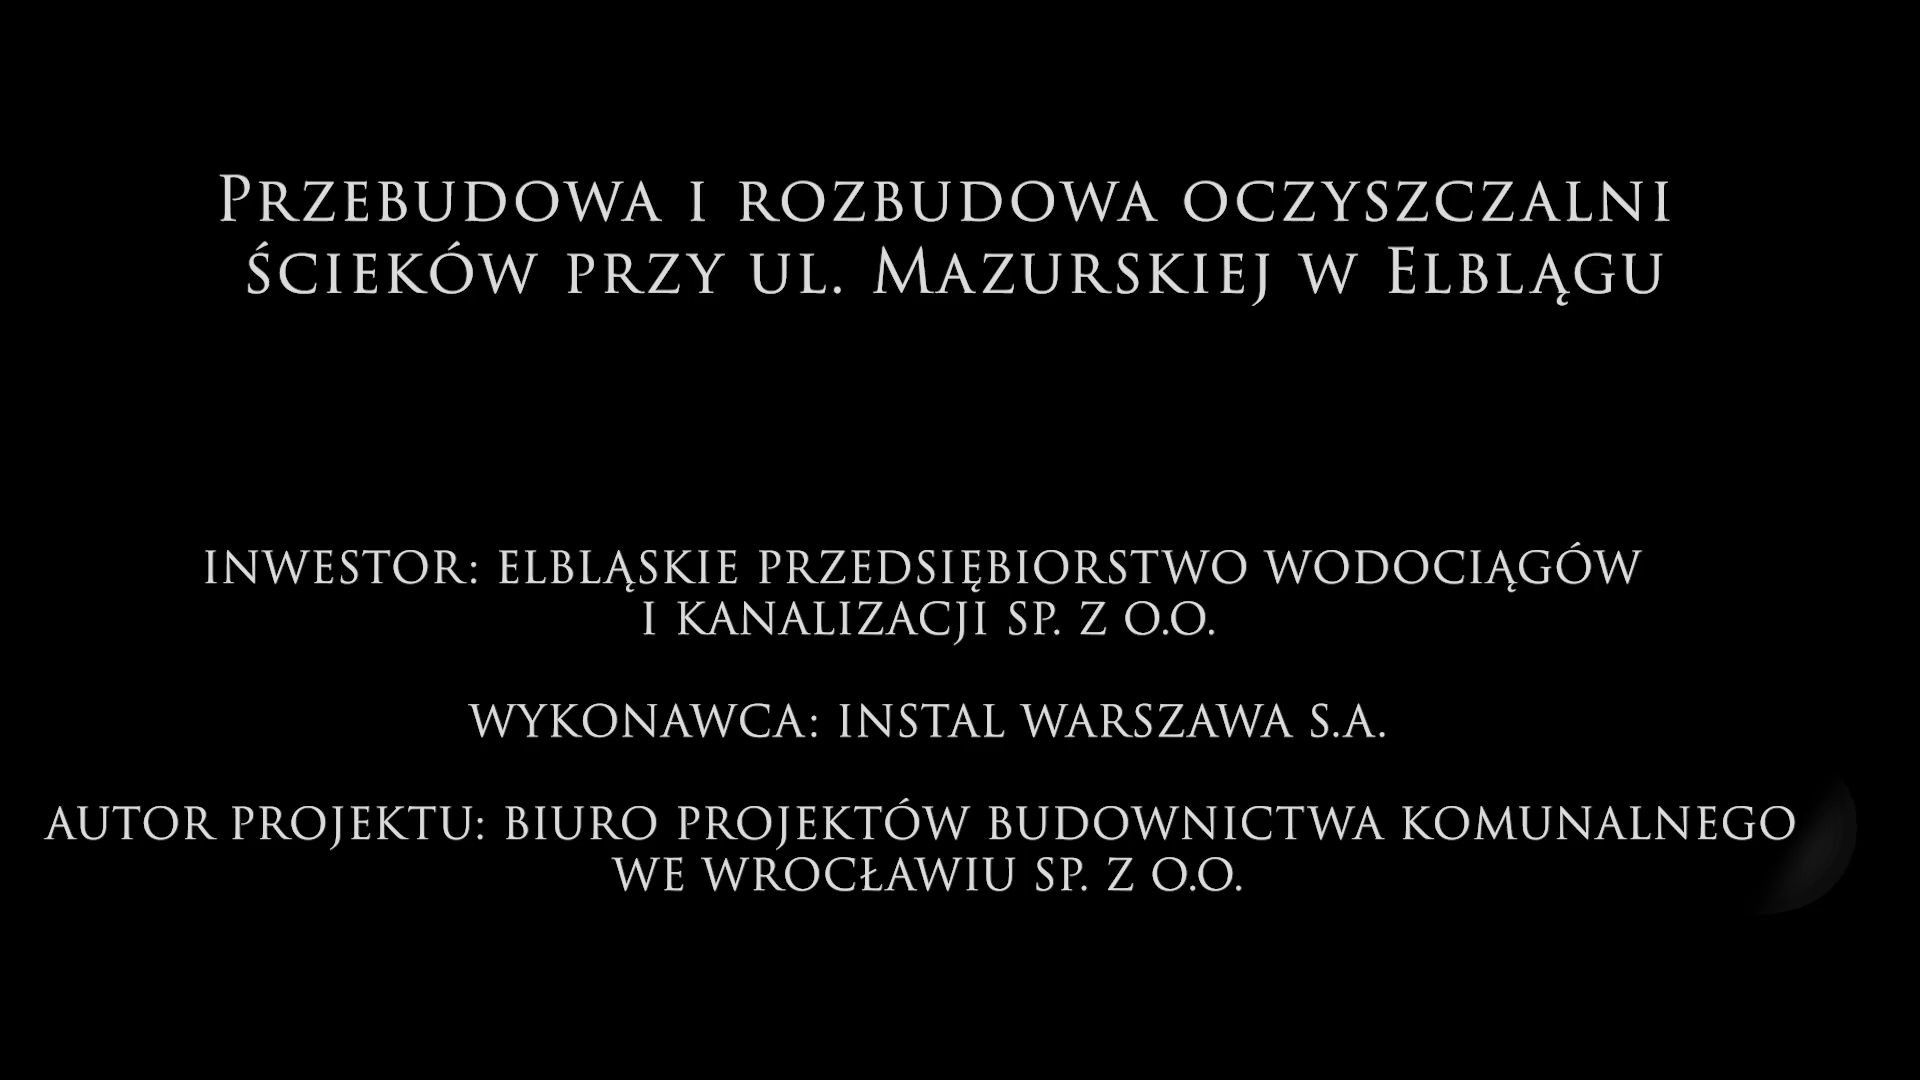 Przebudowa i rozbudowa oczyszczalni
ścieków przy ul. Mazurskiej w Elblągu
INWESTOR: ELBLĄSKIE PRZEDSIĘBIORSTWO WODOCIĄGÓW
I KANALIZACJI SP. Z O.O.
WYKONAWCA: INSTAL WARSZAWA S.A.
AUTOR PROJEKTU: BIURO PROJEKTÓW BUDOWNICTWA KOMUNALNEGO
WE WROCŁAWIU SP. Z O.O.